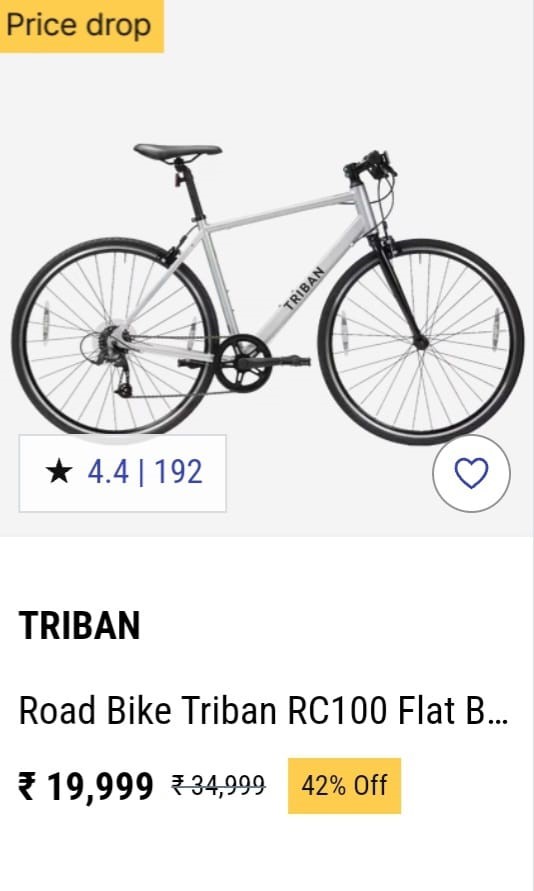 Price drop
TRIBAN
★ 4.4 | 192
TRIBAN
Road Bike Triban RC100 Flat B...
₹ 19,999 ₹ 34,999 42% Off